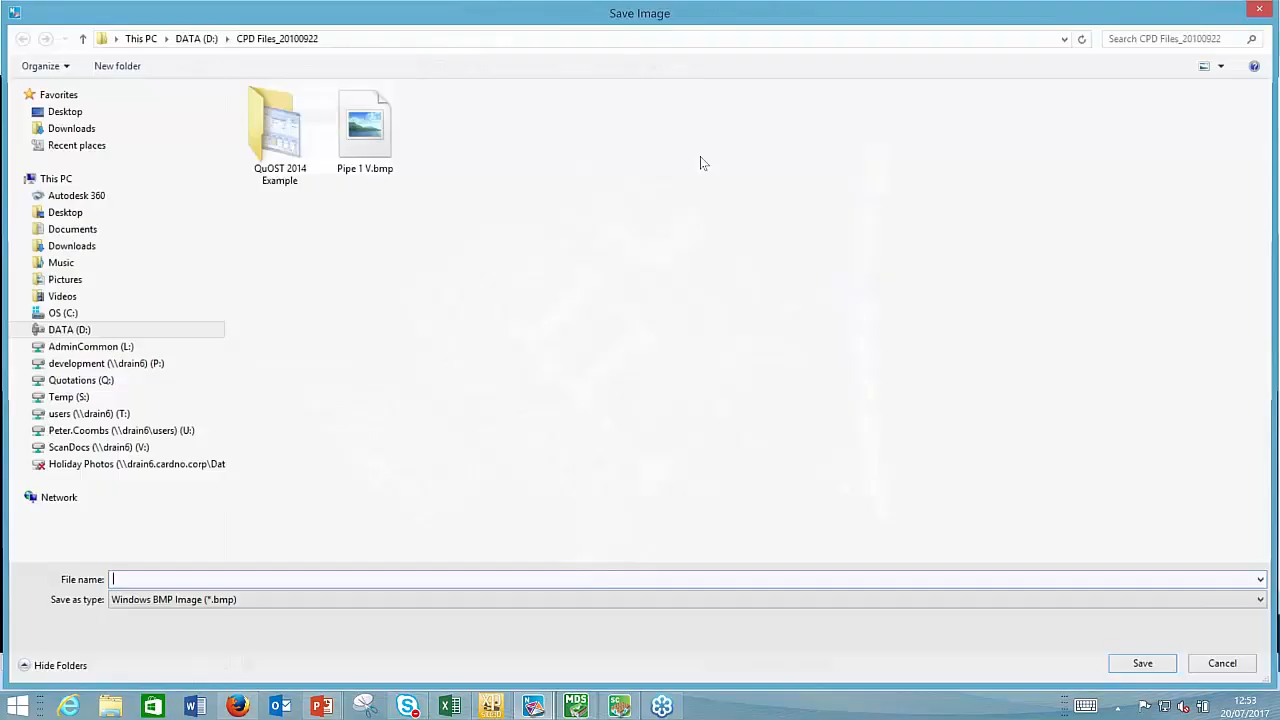 Save Image
This PC
DATA (D:)
CPD Files_20100922
Search CPD Files_20100922
Organize
New folder
Favorites
Desktop
Downloads
Recent places
This PC
Autodesk 360
Desktop
Documents
Downloads
Music
Pictures
Videos
OS (C:)
DATA (D:)
AdminCommon (L:)
development (\\drain6) (P:)
Quotations (Q:)
Temp (S:)
users (\\drain6) (T:)
Peter.Coombs (\\drain6\users) (U:)
ScanDocs (\\drain6) (V:)
Holiday Photos (\\drain6.cardno.corp\Dat
Network
QuOST 2014
Example
Pipe 1 V.bmp
File name:
Save as type: Windows BMP Image (*.bmp)
Hide Folders
Save
Cancel
MDS
12:53
20/07/2017